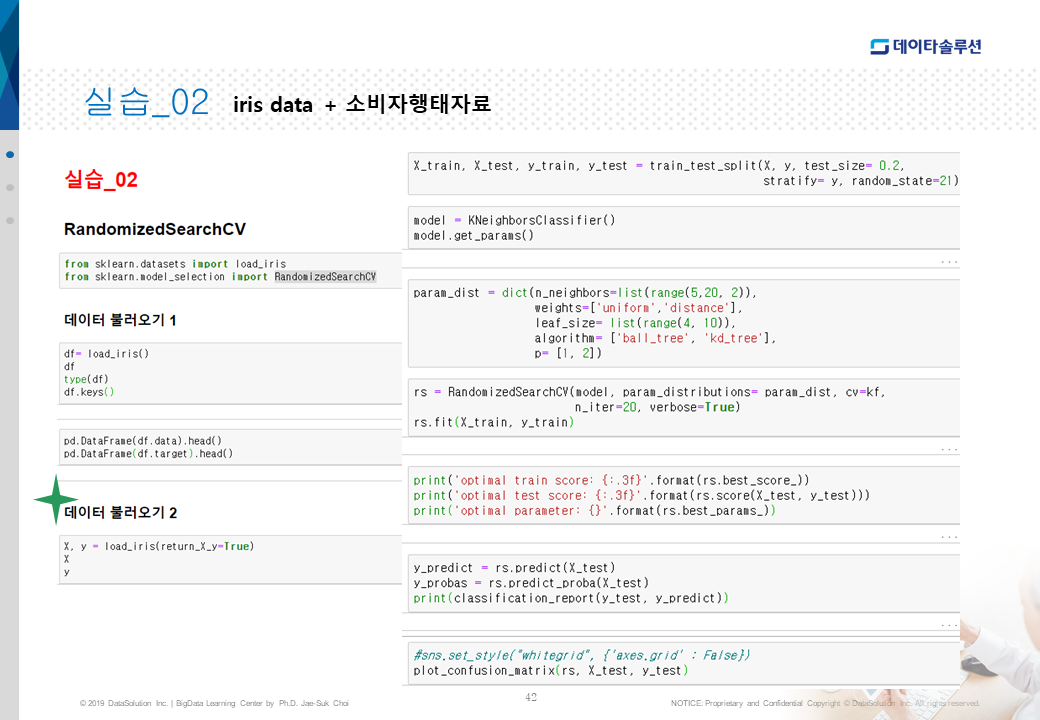 데이타솔루션
실습_02 iris data + 소비자행태자료
실습_02
RandomizedSearchCV
from sklearn.datasets import load_iris
from sklearn.model_selection import RandomizedSearchCV
데이터 불러오기 1
df= load_iris()
df
type(df)
df.keys()
pd.DataFrame(df.data).head()
pd.DataFrame(df.target).head()
데이터 불러오기 2
X, y = load_iris(return_X_y=True)
X
y
X_train, X_test, y_train, y_test = train_test_split(X, y, test_size= 0.2,
stratify= y, random_state=21)
model = KNeighborsClassifier()
model.get_params()
...
param_dist = dict(n_neighbors=list(range(5,20, 2)),
weights=['uniform','distance'],
leaf_size= list(range(4, 10)),
algorithm= ['ball_tree', 'kd_tree'],
p= [1, 2])
rs = RandomizedSearchCV(model, param_distributions= param_dist, cv=kf,
n_iter=20, verbose=True)
rs.fit(X_train, y_train)
...
print('optimal train score: {:.3f}'.format(rs.best_score_))
print('optimal test score: {:.3f}'.format(rs.score(X_test, y_test)))
print('optimal parameter: {}'.format(rs.best_params_))
...
y_predict = rs.predict(X_test)
y_probas = rs.predict_proba(X_test)
print(classification_report(y_test, y_predict))
...
#sns.set_style("whitegrid", {'axes.grid' : False})
plot_confusion_matrix(rs, X_test, y_test)
© 2019 DataSolution Inc. | BigData Learning Center by Ph.D. Jae-Suk Choi
42
NOTICE: Proprietary and Confidential Copyright © DataSolution Inc. All rights reserved.